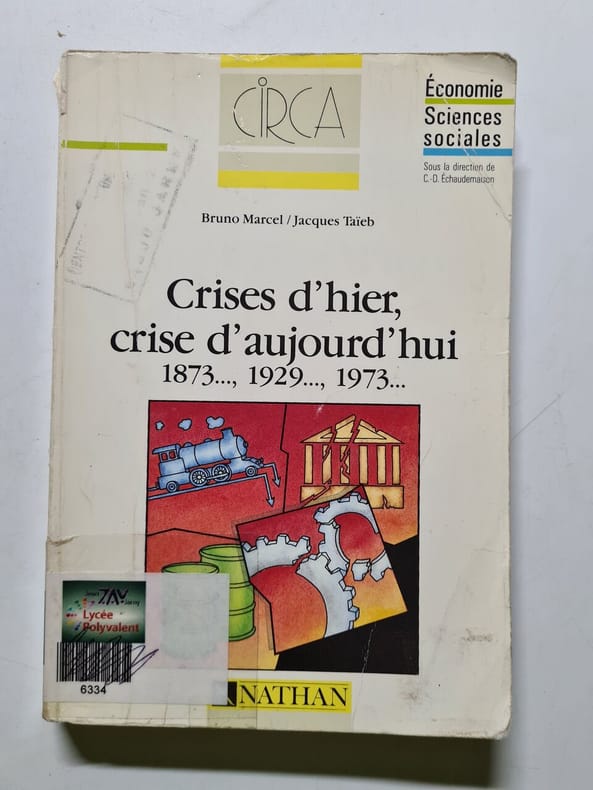 CIRCA
Économie
Sciences
sociales
Sous la direction de
C.-D. Échaudemaison
Bruno Marcel / Jacques Taïeb
Crises d'hier,
crise d'aujourd'hui
1873..., 1929..., 1973...
ZAY
Lycée
Polyvalent
6334
NATHAN